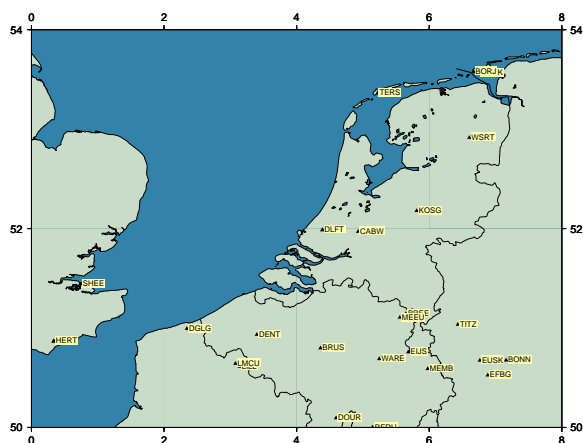 0 2 4 6 8
54 54
BORJ K
TERS
WSRT
KOSG
52 DLFT CABW 52
SHEE
MEEU
TITZ
DGLG
DENT
HERT
BRUS
EIJS
WARE
EUSK BONN
LMCU
MEMB
EFBG
DOUR
50 50
0 2 4 6 8